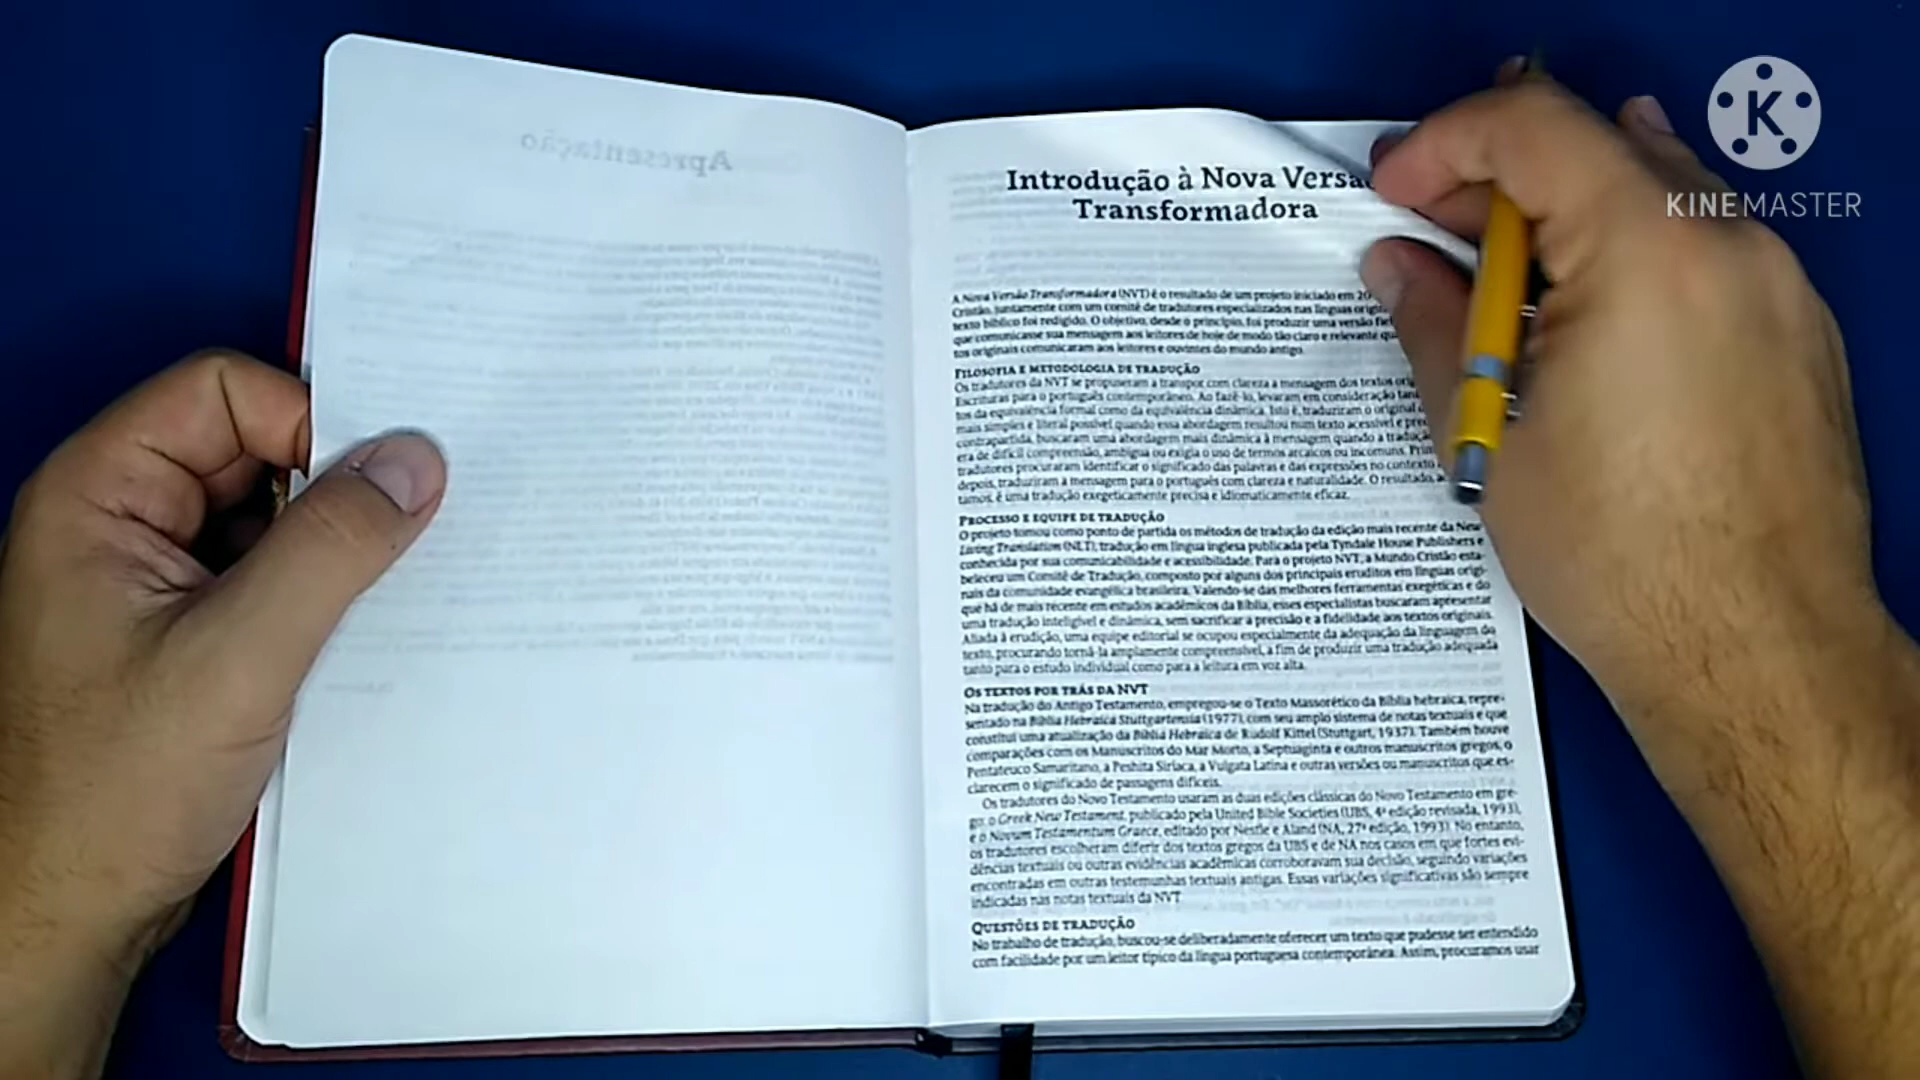 Apresentação
Introdução à Nova Versã
Transformadora
A Nova Versão Transformadora (NVT) é o resultado de um projeto iniciado em 20
Cristão, juntamente com um comitê de tradutores especializados nas línguas origin
texto bíblico foi redigido. O objetivo, desde o princípio, foi produzir uma versão fiel
que comunicasse sua mensagem aos leitores de hoje de modo tão claro e relevante qu
tos originais comunicaram aos leitores e ouvintes do mundo antigo.
Filosofia e metodologia de tradução
Os tradutores da NVT se propuseram a transpor com clareza a mensagem dos textos orig
Escrituras para o português contemporâneo. Ao fazê-lo, levaram em consideração tan
tos da equivalência formal como da equivalência dinâmica. Isto é, traduziram o original
mais simples e literal possível quando essa abordagem resultou num texto acessível e pre
contrapartida, buscaram uma abordagem mais dinâmica à mensagem quando a traduçã
era de difícil compreensão, ambígua ou exigia o uso de termos arcaicos ou incomuns. Prim
tradutores procuraram identificar o significado das palavras e das expressões no contexto
depois, traduziram a mensagem para o português com clareza e naturalidade. O resultado, ac
tamos, é uma tradução exegeticamente precisa e idiomaticamente eficaz.
Processo e equipe de tradução
O projeto tomou como ponto de partida os métodos de tradução da edição mais recente da New
Living Translation (NLT), tradução em língua inglesa publicada pela Tyndale House Publishers e
conhecida por sua comunicabilidade e acessibilidade. Para o projeto NVT, a Mundo Cristão esta-
beleceu um Comitê de Tradução, composto por alguns dos principais eruditos em línguas origi-
nais da comunidade evangélica brasileira. Valendo-se das melhores ferramentas exegéticas e do
que há de mais recente em estudos acadêmicos da Bíblia, esses especialistas buscaram apresentar
uma tradução inteligível e dinâmica, sem sacrificar a precisão e a fidelidade aos textos originais.
Aliada à erudição, uma equipe editorial se ocupou especialmente da adequação da linguagem do
texto, procurando torná-la amplamente compreensível, a fim de produzir uma tradução adequada
tanto para o estudo individual como para a leitura em voz alta.
Os textos por trás da NVT
Na tradução do Antigo Testamento, empregou-se o Texto Massorético da Bíblia hebraica, repre-
sentado na Biblia Hebraica Stuttgartensia (1977), com seu amplo sistema de notas textuais e que
constitui uma atualização da Biblia Hebraica de Rudolf Kittel (Stuttgart, 1937). Também houve
comparações com os Manuscritos do Mar Morto, a Septuaginta e outros manuscritos gregos, o
Pentateuco Samaritano, a Peshita Siríaca, a Vulgata Latina e outras versões ou manuscritos que es-
clarecem o significado de passagens difíceis.
Os tradutores do Novo Testamento usaram as duas edições clássicas do Novo Testamento em gre-
go: o Greek New Testament, publicado pela United Bible Societies (UBS, 4ª edição revisada, 1993),
e o Novum Testamentum Graece, editado por Nestle e Aland (NA, 27ª edição, 1993). No entanto,
os tradutores escolheram diferir dos textos gregos da UBS e de NA nos casos em que fortes evi-
dências textuais ou outras evidências acadêmicas corroboravam sua decisão, seguindo variações
encontradas em outras testemunhas textuais antigas. Essas variações significativas são sempre
indicadas nas notas textuais da NVT.
Questões de tradução
No trabalho de tradução, buscou-se deliberadamente oferecer um texto que pudesse ser entendido
com facilidade por um leitor típico da língua portuguesa contemporânea. Assim, procuramos usar
K
KINEMASTER